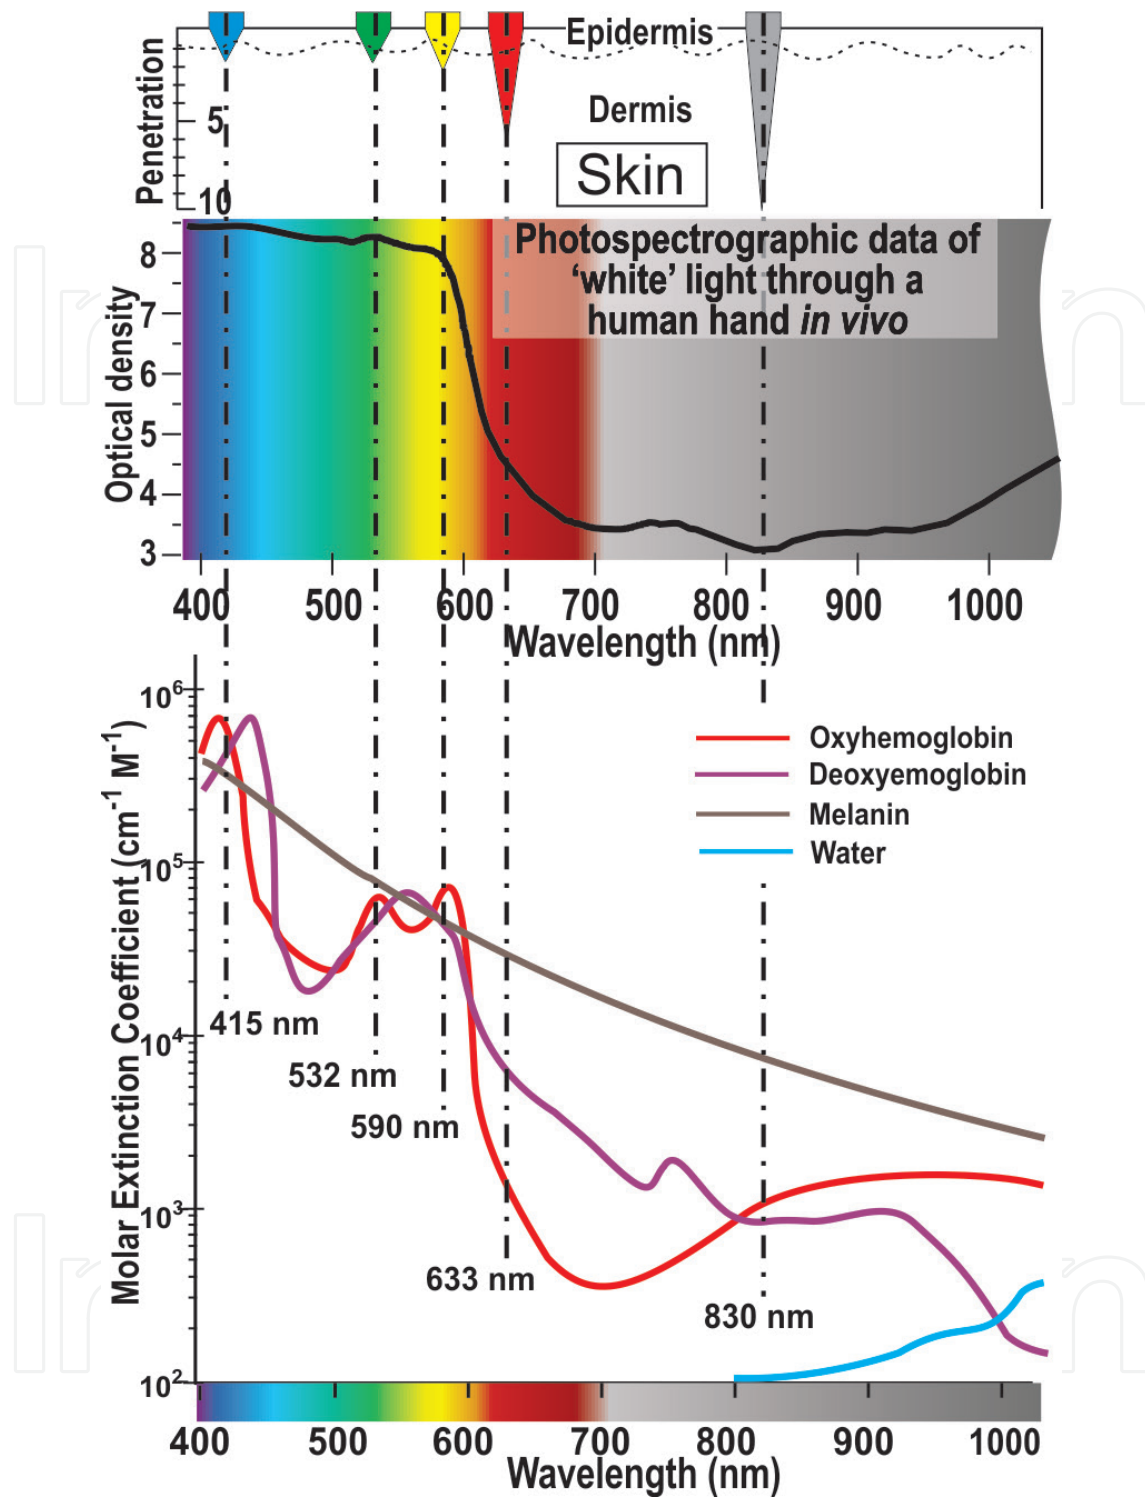 Epidermis
Penetration
5
Dermis
Skin
10
Photospectrographic data of
‘white’ light through a
human hand in vivo
Optical density
8
7
6
5
4
3
400 500 600 700 800 900 1000
Wavelength (nm)
10⁶
Molar Extinction Coefficient (cm⁻¹ M⁻¹)
Oxyhemoglobin
Deoxyemoglobin
Melanin
Water
10⁵
415 nm
10⁴
532 nm
590 nm
10³
633 nm
830 nm
10²
400 500 600 700 800 900 1000
Wavelength (nm)